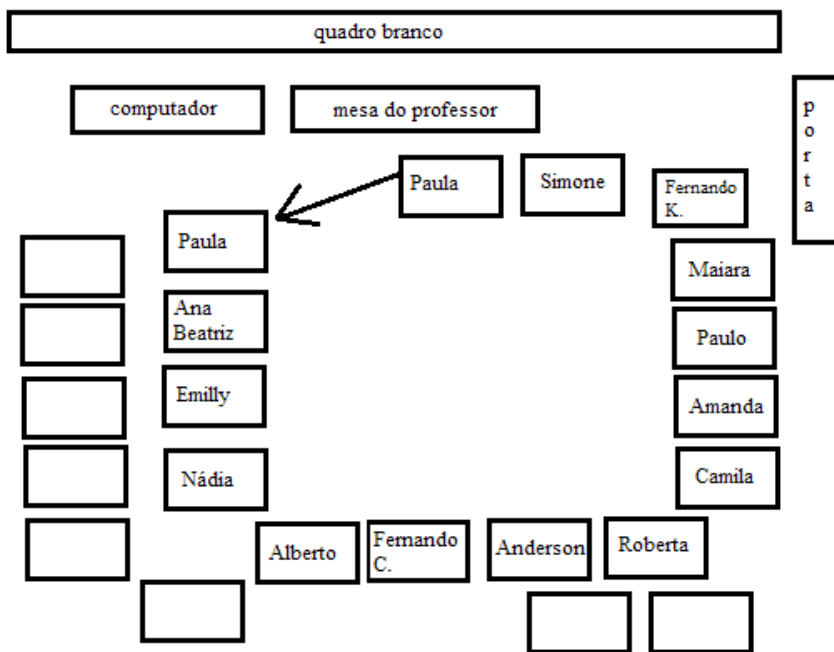 quadro branco
computador
mesa do professor
porta
Paula
Simone
Fernando
K.
Paula
Maiara
Ana
Beatriz
Paulo
Emilly
Amanda
Nádia
Camila
Alberto
Fernando
C.
Anderson
Roberta